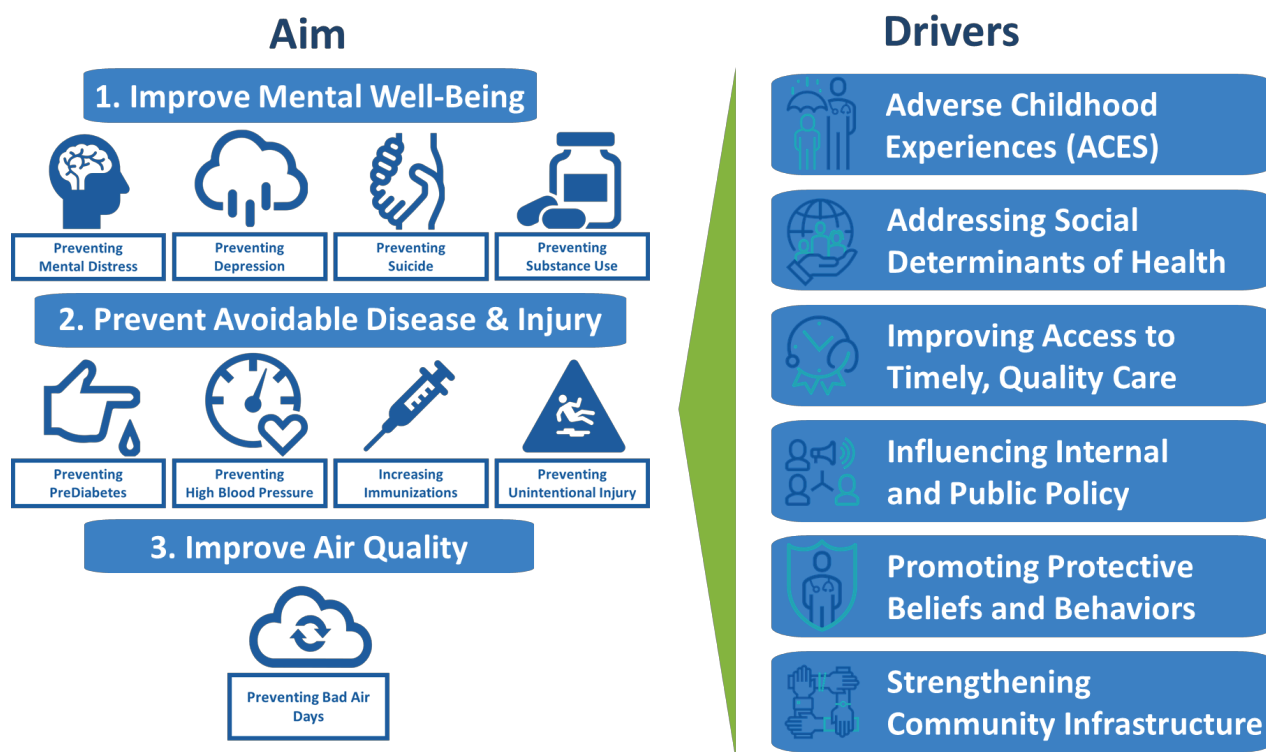 Aim
1. Improve Mental Well-Being
Preventing
Mental Distress
Preventing
Depression
Preventing
Suicide
Preventing
Substance Use
2. Prevent Avoidable Disease & Injury
Preventing
PreDiabetes
Preventing
High Blood Pressure
Increasing
Immunizations
Preventing
Unintentional Injury
3. Improve Air Quality
Preventing Bad Air
Days
Drivers
Adverse Childhood
Experiences (ACES)
Addressing Social
Determinants of Health
Improving Access to
Timely, Quality Care
Influencing Internal
and Public Policy
Promoting Protective
Beliefs and Behaviors
Strengthening
Community Infrastructure